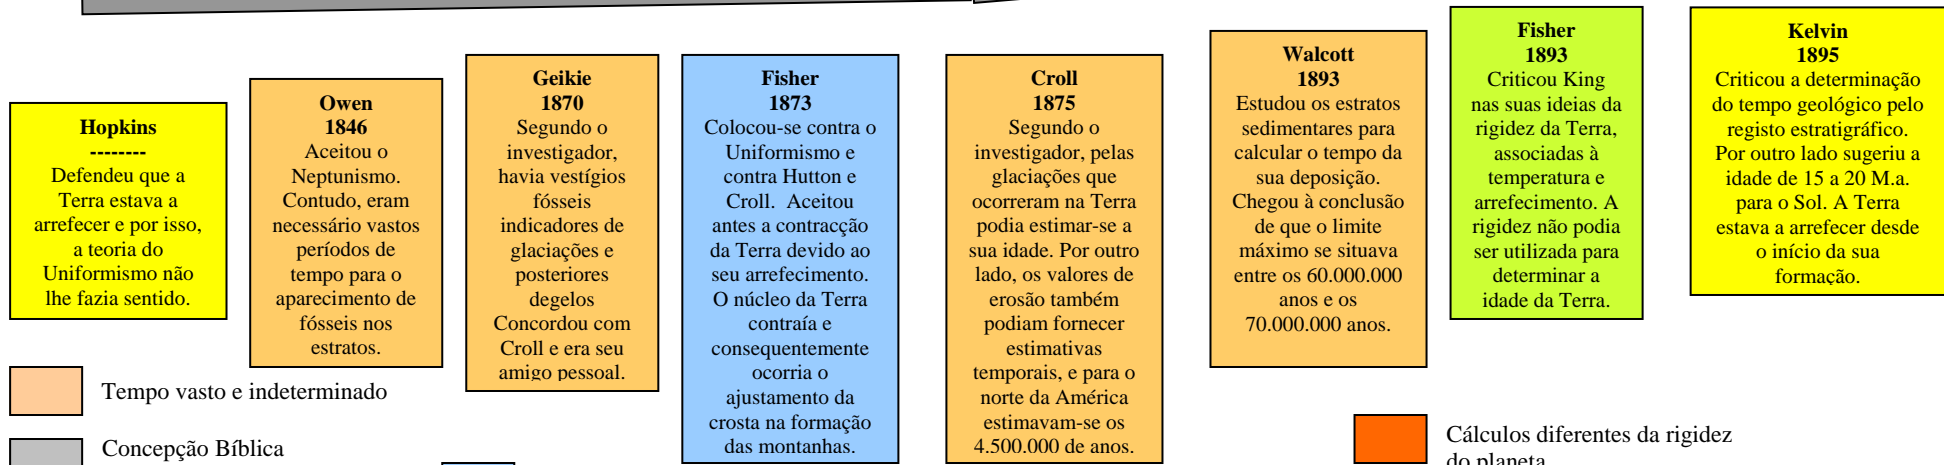 Hopkins
--------
Defendeu que a
Terra estava a
arrefecer e por isso,
a teoria do
Uniformismo não
lhe fazia sentido.
Owen
1846
Aceitou o
Neptunismo.
Contudo, eram
necessário vastos
períodos de
tempo para o
aparecimento de
fósseis nos
estratos.
Geikie
1870
Segundo o
investigador,
havia vestígios
fósseis
indicadores de
glaciações e
posteriores
degelos
Concordou com
Croll e era seu
amigo pessoal.
Fisher
1873
Colocou-se contra o
Uniformismo e
contra Hutton e
Croll. Aceitou
antes a contracção
da Terra devido ao
seu arrefecimento.
O núcleo da Terra
contraía e
consequentemente
ocorria o
ajustamento da
crosta na formação
das montanhas.
Croll
1875
Segundo o
investigador, pelas
glaciações que
ocorreram na Terra
podia estimar-se a
sua idade. Por outro
lado, os valores de
erosão também
podiam fornecer
estimativas
temporais, e para o
norte da América
estimavam-se os
4.500.000 de anos.
Walcott
1893
Estudou os estratos
sedimentares para
calcular o tempo da
sua deposição.
Chegou à conclusão
de que o limite
máximo se situava
entre os 60.000.000
anos e os
70.000.000 anos.
Fisher
1893
Criticou King
nas suas ideias da
rigidez da Terra,
associadas à
temperatura e
arrefecimento. A
rigidez não podia
ser utilizada para
determinar a
idade da Terra.
Kelvin
1895
Criticou a determinação
do tempo geológico pelo
registo estratigráfico.
Por outro lado sugeriu a
idade de 15 a 20 M.a.
para o Sol. A Terra
estava a arrefecer desde
o início da sua
formação.
Tempo vasto e indeterminado
Concepção Bíblica
Cálculos diferentes da rigidez
do planeta